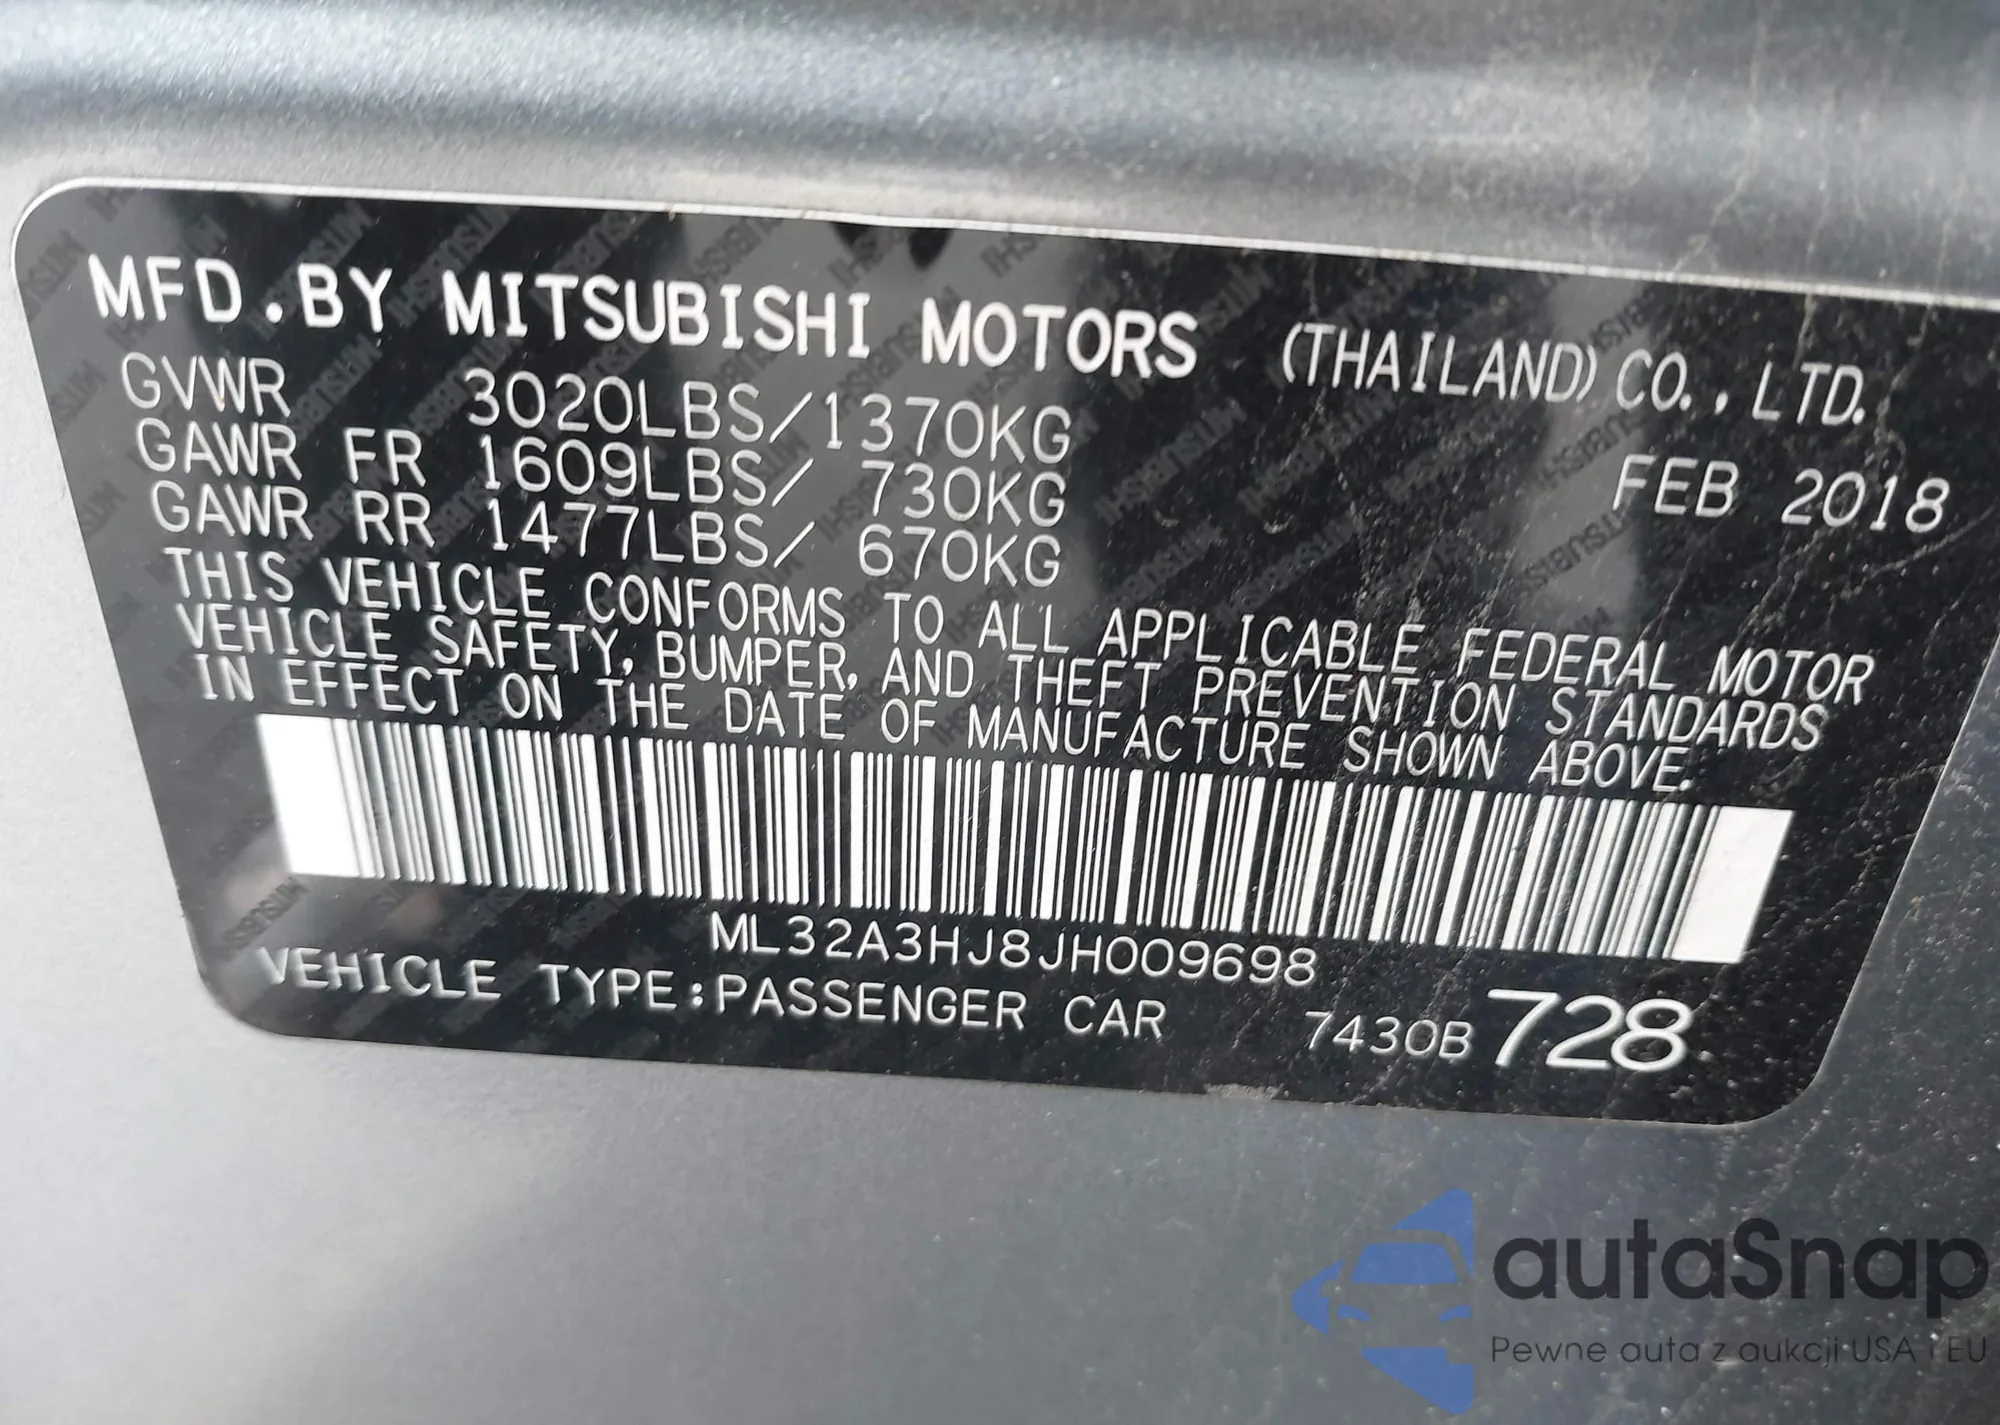 MFD.BY MITSUBISHI MOTORS (THAILAND) CO., LTD.
GVWR 3020LBS/1370KG
GAWR FR 1609LBS/ 730KG FEB 2018
GAWR RR 1477LBS/ 670KG
THIS VEHICLE CONFORMS TO ALL APPLICABLE FEDERAL MOTOR
VEHICLE SAFETY, BUMPER, AND THEFT PREVENTION STANDARDS
IN EFFECT ON THE DATE OF MANUFACTURE SHOWN ABOVE.
ML32A3HJ8JH009698
VEHICLE TYPE:PASSENGER CAR 7430B 728
autaSnap
Pewne auta z aukcji USA i EU